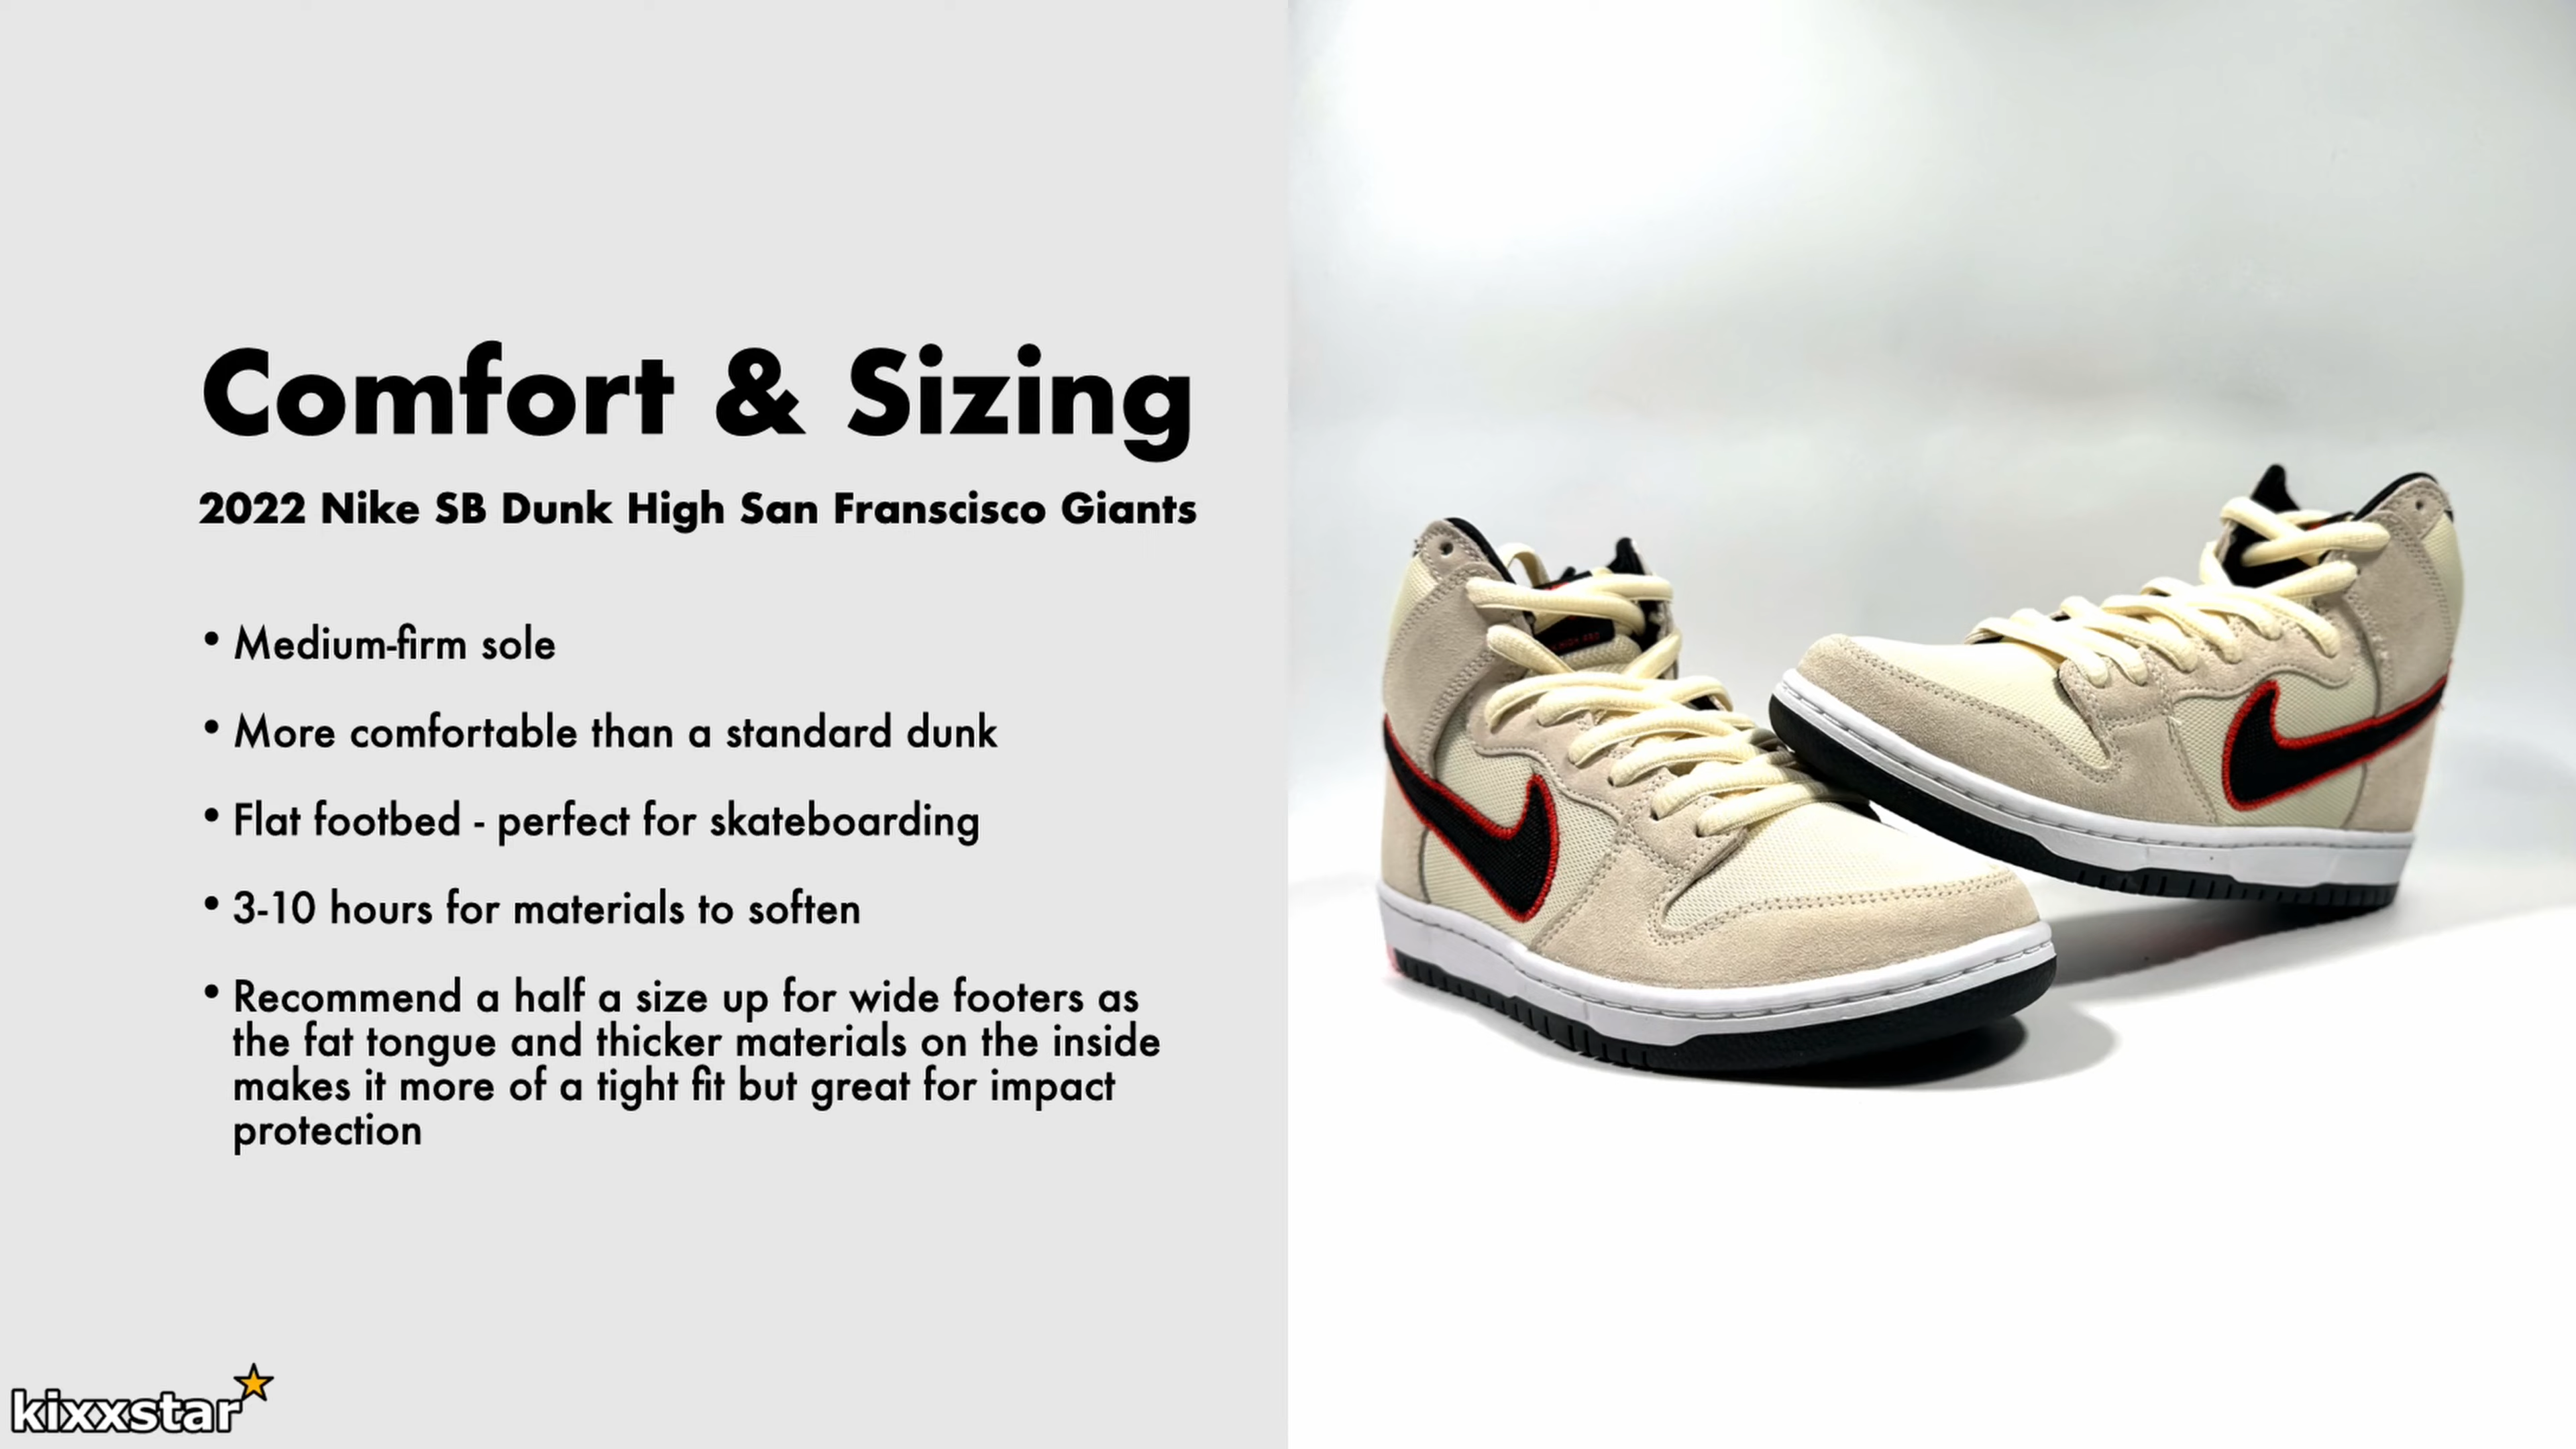 Comfort & Sizing
2022 Nike SB Dunk High San Franscisco Giants
• Medium-firm sole
• More comfortable than a standard dunk
• Flat footbed - perfect for skateboarding
• 3-10 hours for materials to soften
• Recommend a half a size up for wide footers as
the fat tongue and thicker materials on the inside
makes it more of a tight fit but great for impact
protection
kixxstar